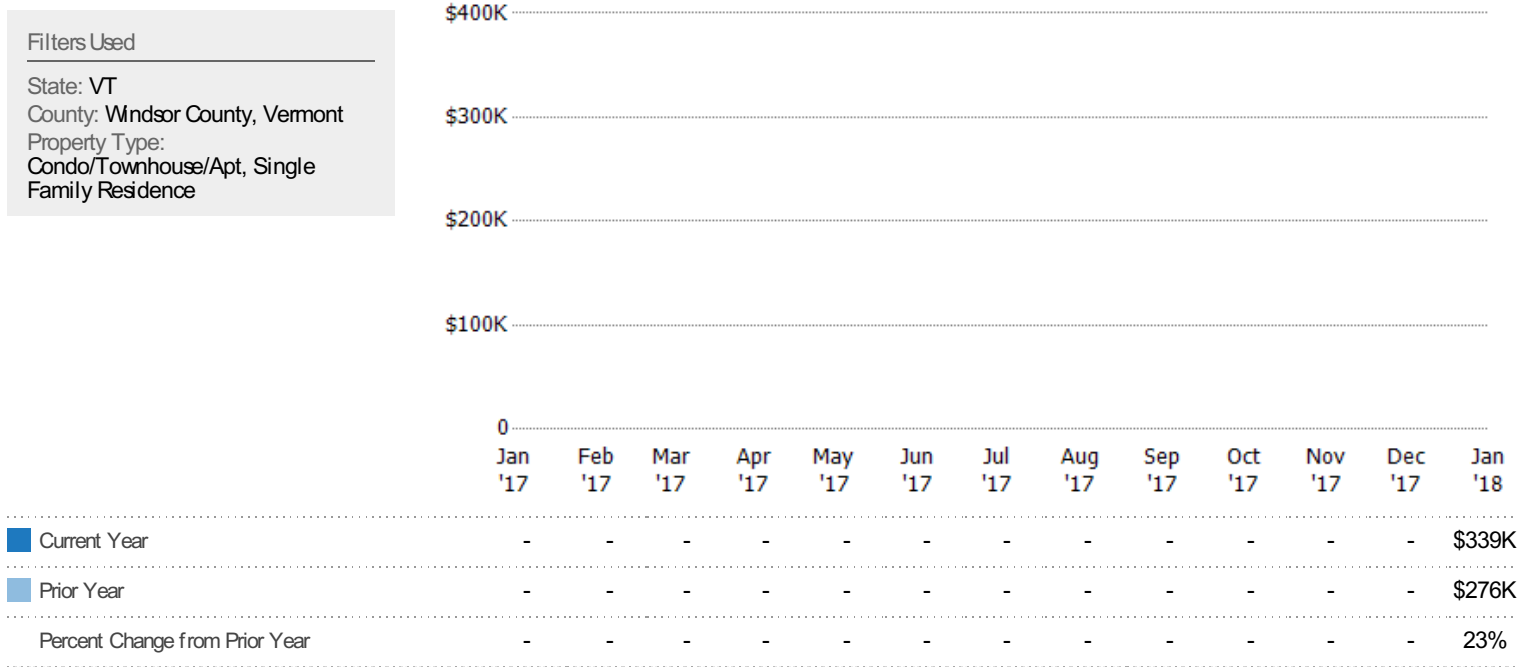 Filters Used
State: VT
County: Windsor County, Vermont
Property Type:
Condo/Townhouse/Apt, Single
Family Residence
$400K
$300K
$200K
$100K
0
Jan Feb Mar Apr May Jun Jul Aug Sep Oct Nov Dec Jan
'17 '17 '17 '17 '17 '17 '17 '17 '17 '17 '17 '17 '18
Current Year - - - - - - - - - - - - $339K
Prior Year - - - - - - - - - - - - $276K
Percent Change from Prior Year - - - - - - - - - - - - 23%